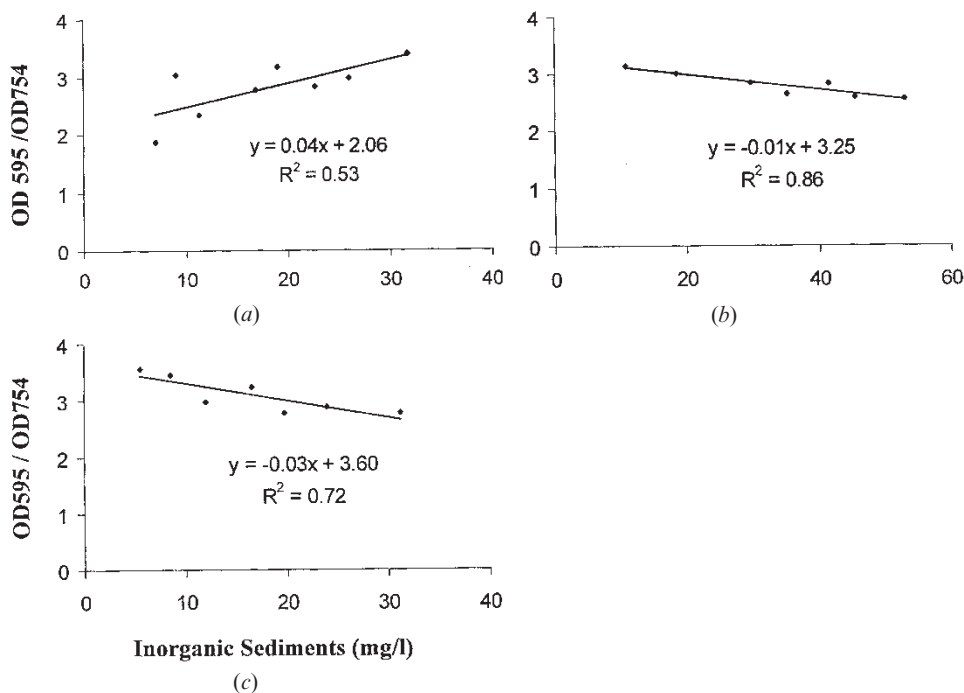 OD 595 /OD754
4
3
2
1
0
y = 0.04x + 2.06
R² = 0.53
0 10 20 30 40
(a)
4
3
2
1
0
y = -0.01x + 3.25
R² = 0.86
0 20 40 60
(b)
OD595 / OD754
4
3
2
1
0
y = -0.03x + 3.60
R² = 0.72
0 10 20 30 40
Inorganic Sediments (mg/l)
(c)